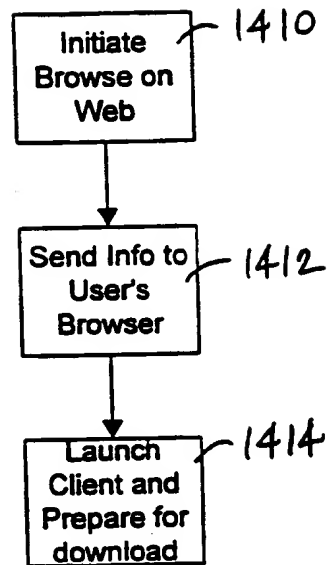 Initiate
Browse on
Web
1410
Send Info to
User's
Browser
1412
Launch
Client and
Prepare for
download
1414